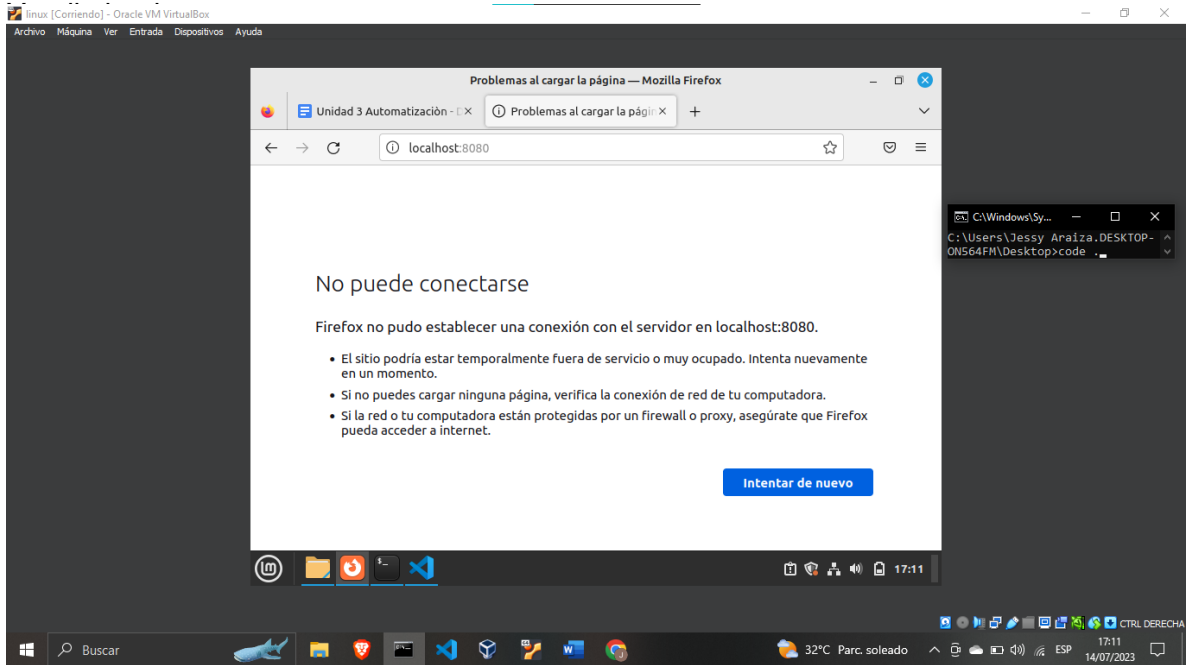 linux [Corriendo] - Oracle VM VirtualBox
Archivo Máquina Ver Entrada Dispositivos Ayuda
Problemas al cargar la página — Mozilla Firefox
Unidad 3 Automatizaciòn - D
Problemas al cargar la págin
localhost:8080
C:\Windows\Sy...
C:\Users\Jessy Araiza.DESKTOP-
ON564FM\Desktop>code .
No puede conectarse
Firefox no pudo establecer una conexión con el servidor en localhost:8080.
• El sitio podría estar temporalmente fuera de servicio o muy ocupado. Intenta nuevamente
en un momento.
• Si no puedes cargar ninguna página, verifica la conexión de red de tu computadora.
• Si la red o tu computadora están protegidas por un firewall o proxy, asegúrate que Firefox
pueda acceder a internet.
Intentar de nuevo
17:11
CTRL DERECHA
Buscar
32°C Parc. soleado
ESP
17:11
14/07/2023